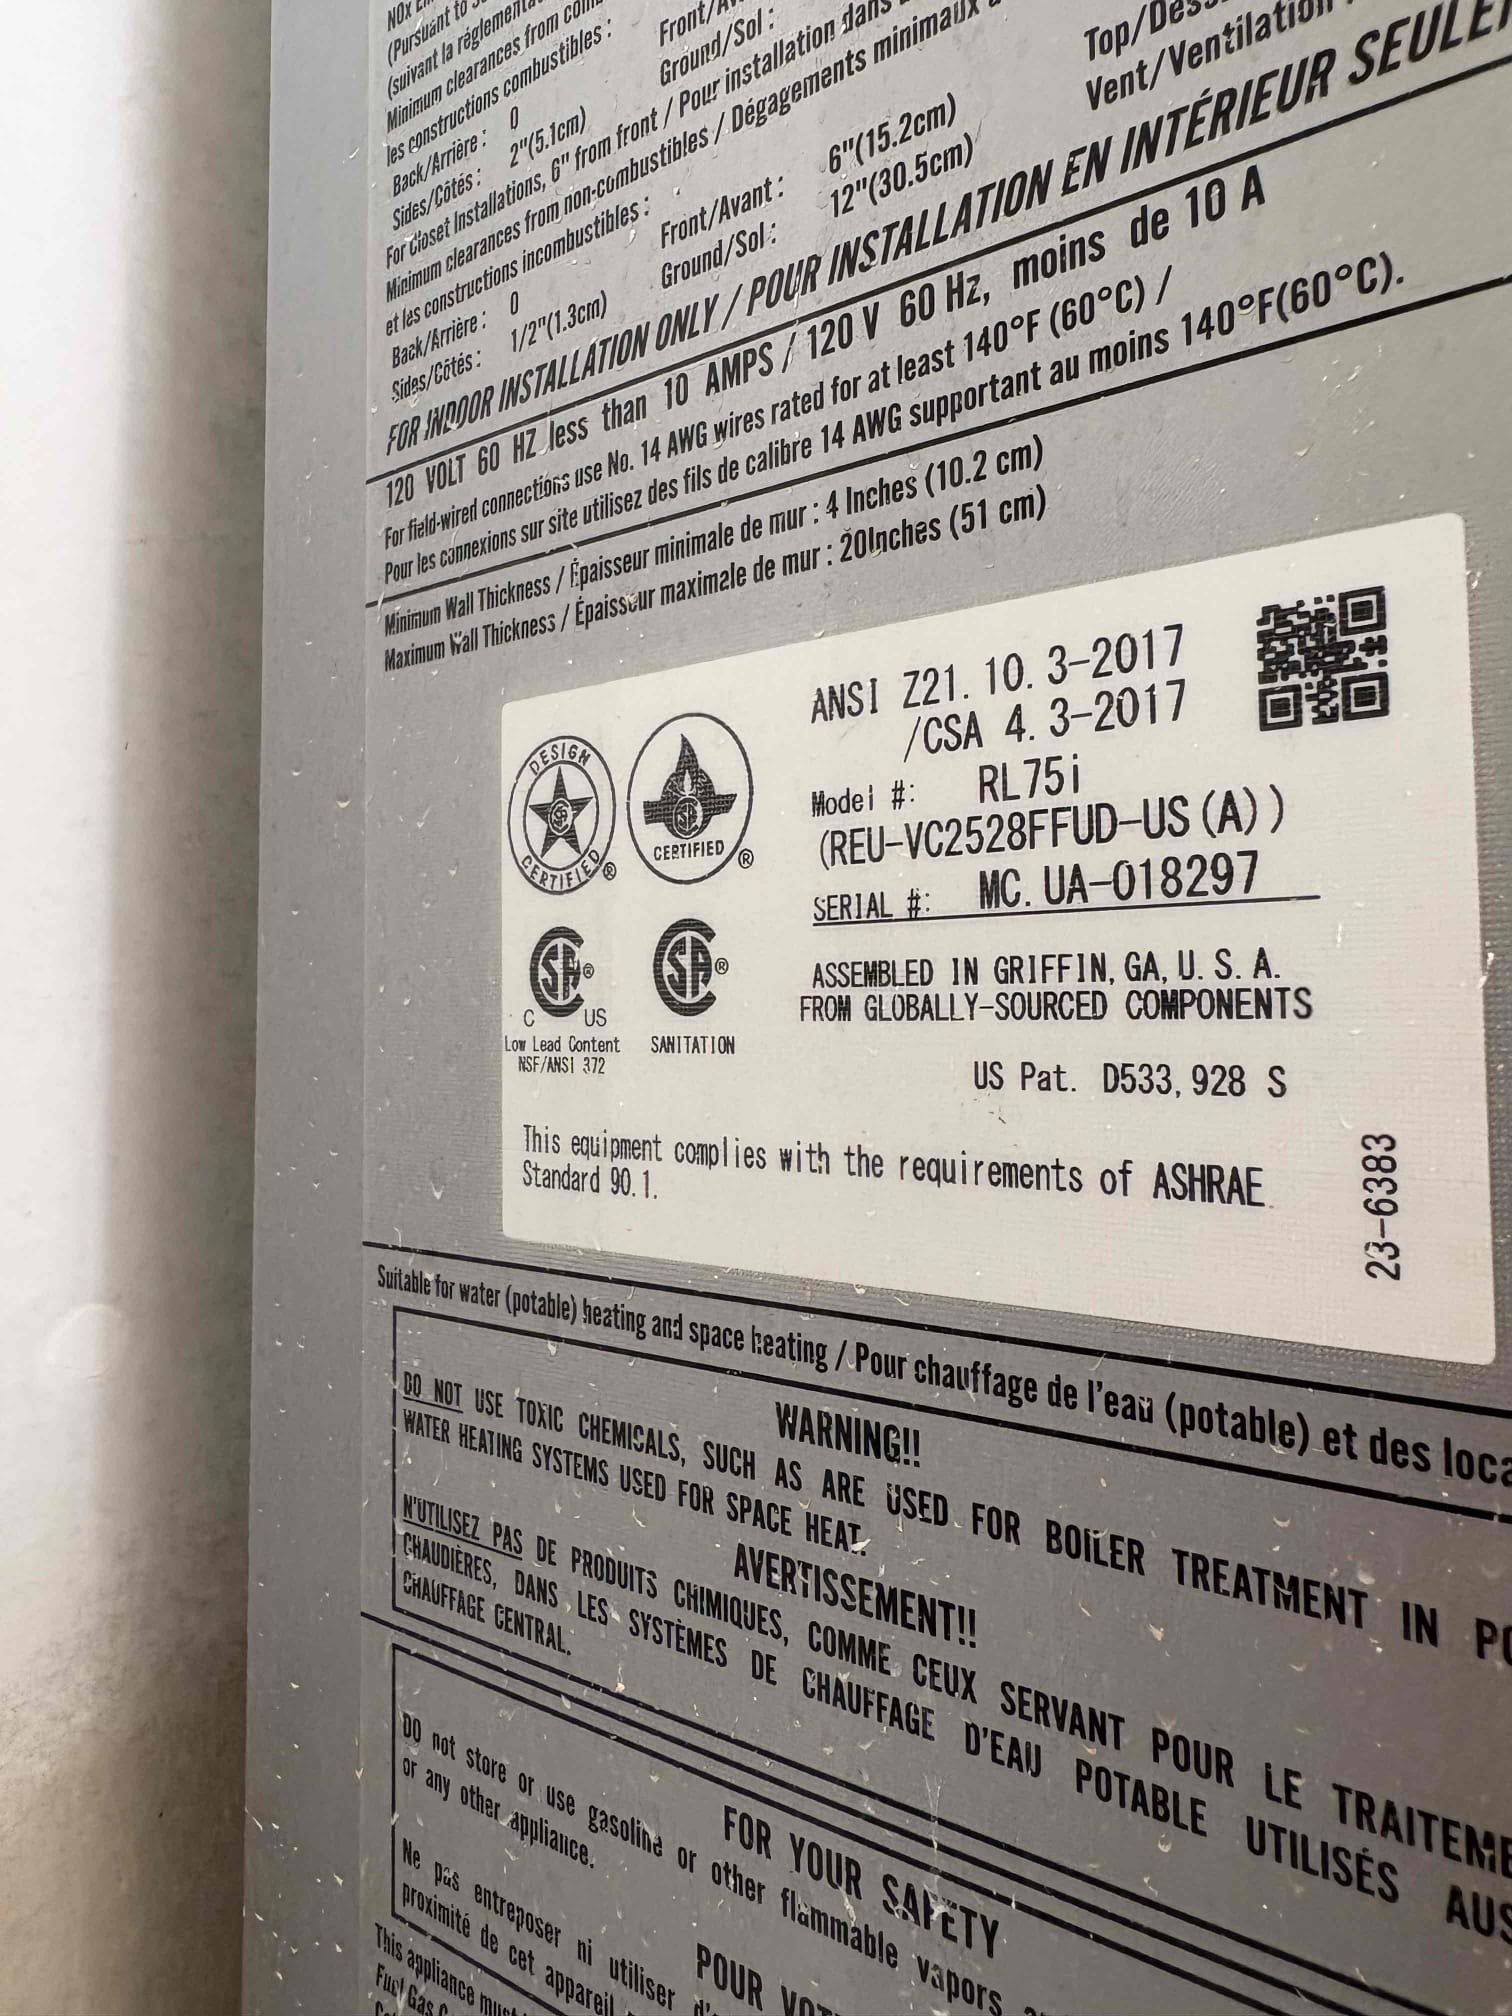 NOx
(Pursuant to
(suivant la
Minimum clearances from
les constructions combustibles :
Back/Arrière : 0 Front/
Sides/Côtés : 2"(5.1cm) Ground/Sol :
Top/
Vent/Ventilation
For Closet Installations, 6" from front / Pour installation dans
Minimum clearances from non-combustibles / Dégagements minimaux
et les constructions incombustibles :
Back/Arrière : 0 Front/Avant : 6"(15.2cm)
Sides/Côtés : 1/2"(1.3cm) Ground/Sol : 12"(30.5cm)
FOR INDOOR INSTALLATION ONLY / POUR INSTALLATION EN INTÉRIEUR
120 VOLT 60 HZ less than 10 AMPS / 120 V 60 Hz, moins de 10 A
For field-wired connections use No. 14 AWG wires rated for at least 140°F (60°C) /
Pour les connexions sur site utilisez des fils de calibre 14 AWG supportant au moins 140°F(60°C).
Minimum Wall Thickness / Épaisseur minimale de mur : 4 Inches (10.2 cm)
Maximum Wall Thickness / Épaisseur maximale de mur : 20Inches (51 cm)
ANSI Z21. 10. 3-2017
/CSA 4. 3-2017
DESIGN CERTIFIED ®
CERTIFIED ®
Model #: RL75i
(REU-VC2528FFUD-US (A) )
SERIAL #: MC. UA-018297
SA ®
C US
SA ®
Low Lead Content
NSF/ANSI 372
SANITATION
ASSEMBLED IN GRIFFIN, GA, U. S. A.
FROM GLOBALLY-SOURCED COMPONENTS
US Pat. D533, 928 S
This equipment complies with the requirements of ASHRAE
Standard 90. 1.
23-6383
Suitable for water (potable) heating and space heating / Pour chauffage de l'eau (potable) et des
WARNING!!
DO NOT USE TOXIC CHEMICALS, SUCH AS ARE USED FOR BOILER TREATMENT IN
WATER HEATING SYSTEMS USED FOR SPACE HEAT.
AVERTISSEMENT!!
N'UTILISEZ PAS DE PRODUITS CHIMIQUES, COMME CEUX SERVANT POUR LE
CHAUDIÈRES, DANS LES SYSTÈMES DE CHAUFFAGE D'EAU POTABLE UTILISÉS
CHAUFFAGE CENTRAL.
FOR YOUR SAFETY
DO not store or use gasoline or other flammable vapors
or any other appliance.
POUR
Ne pas entreposer ni utiliser
proximité de cet appareil
This appliance must
Fuel Gas